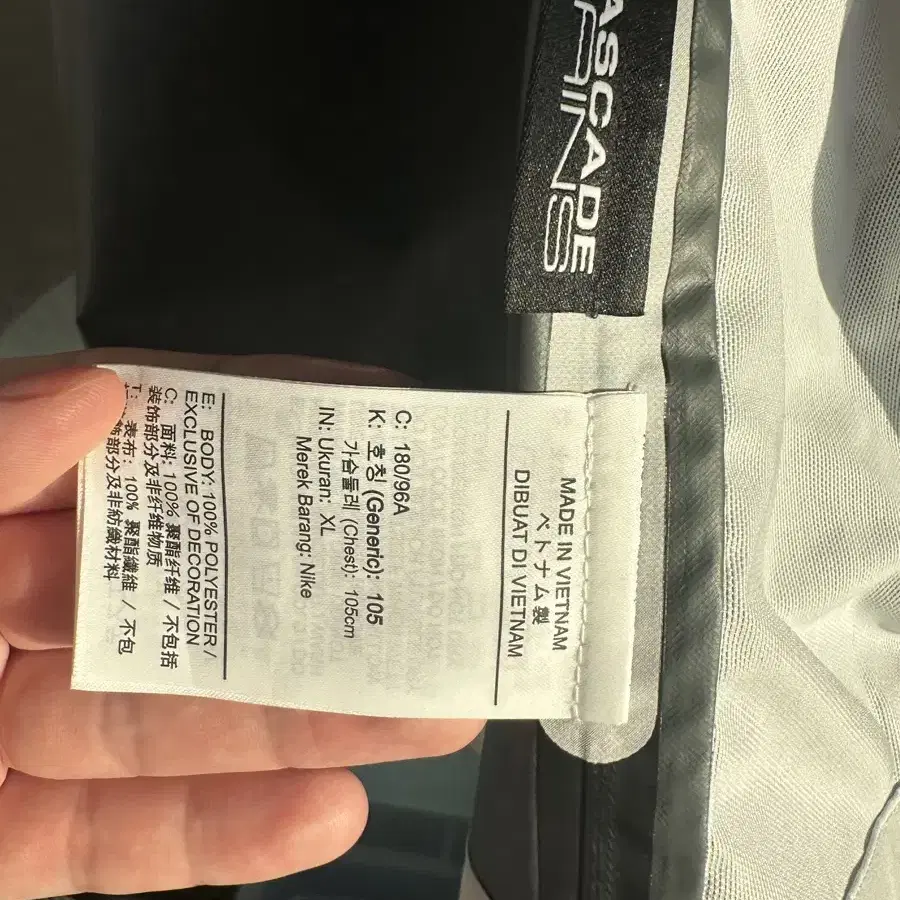 ASCADE
AINS
MADE IN VIETNAM
ベトナム製
DIBUAT DI VIETNAM
C: 180/96A
K: 호칭 (Generic): 105
가슴둘레 (Chest): 105cm
IN: Ukuran: XL
Merek Barang: Nike
E: BODY: 100% POLYESTER /
EXCLUSIVE OF DECORATION
C: 面料: 100% 聚酯纤维 / 不包括
装饰部分及非纤维物质
T: 表布: 100% 聚酯纖維 / 不包
飾部分及非紡織材料